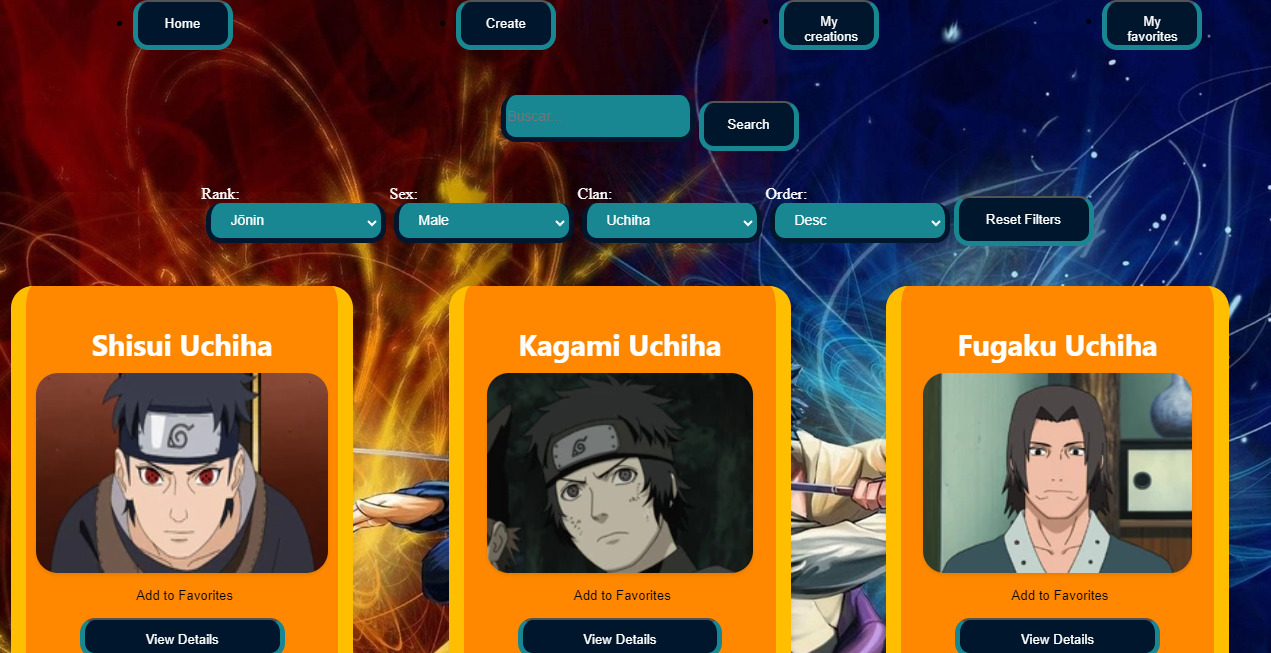 Home
Create
My
creations
My
favorites
Buscar...
Search
Rank:
Sex:
Clan:
Order:
Jōnin
Male
Uchiha
Desc
Reset Filters
Shisui Uchiha
Kagami Uchiha
Fugaku Uchiha
Add to Favorites
Add to Favorites
Add to Favorites
View Details
View Details
View Details